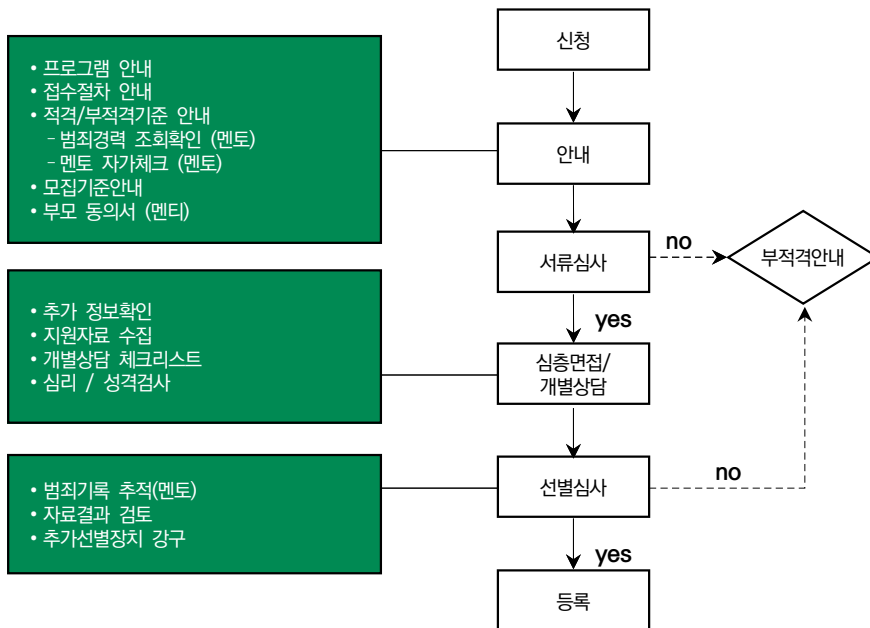 신청
• 프로그램 안내
• 접수절차 안내
• 적격/부적격기준 안내
- 범죄경력 조회확인 (멘토)
- 멘토 자가체크 (멘토)
• 모집기준안내
• 부모 동의서 (멘티)
안내
서류심사
no
부적격안내
yes
• 추가 정보확인
• 지원자료 수집
• 개별상담 체크리스트
• 심리 / 성격검사
심층면접/
개별상담
• 범죄기록 추적(멘토)
• 자료결과 검토
• 추가선별장치 강구
선별심사
no
yes
등록